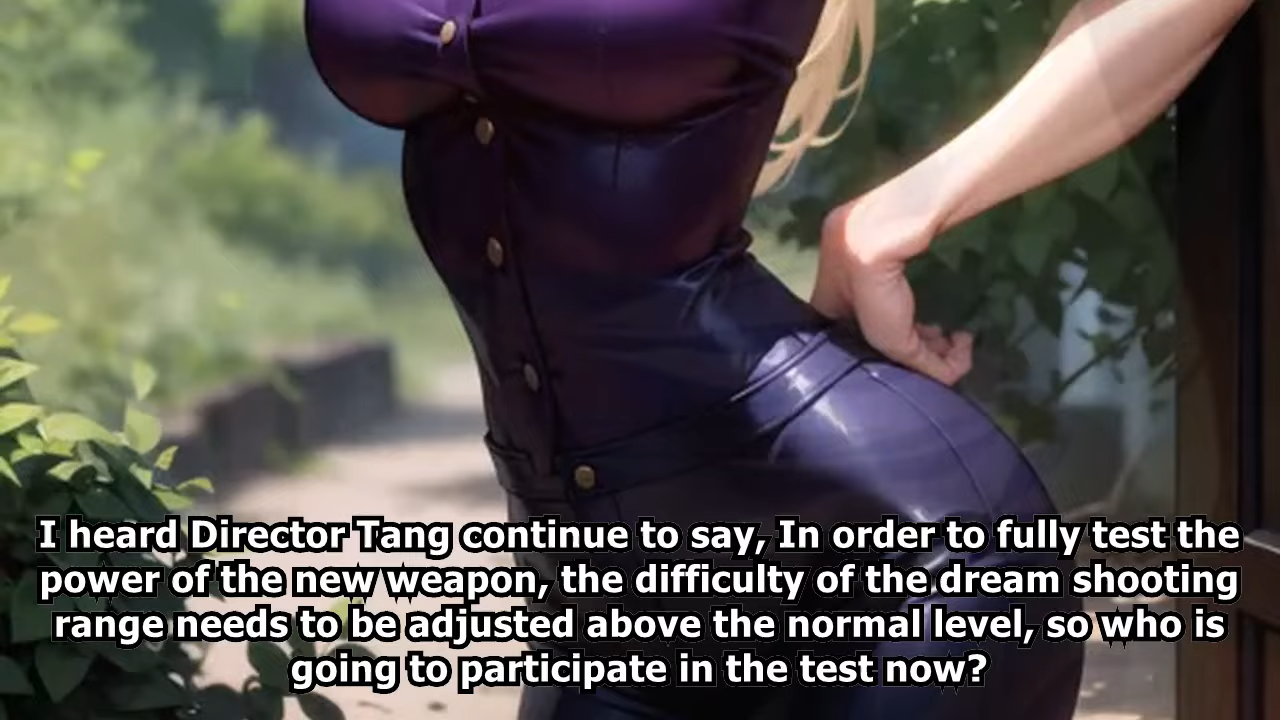 I heard Director Tang continue to say, In order to fully test the
power of the new weapon, the difficulty of the dream shooting
range needs to be adjusted above the normal level, so who is
going to participate in the test now?